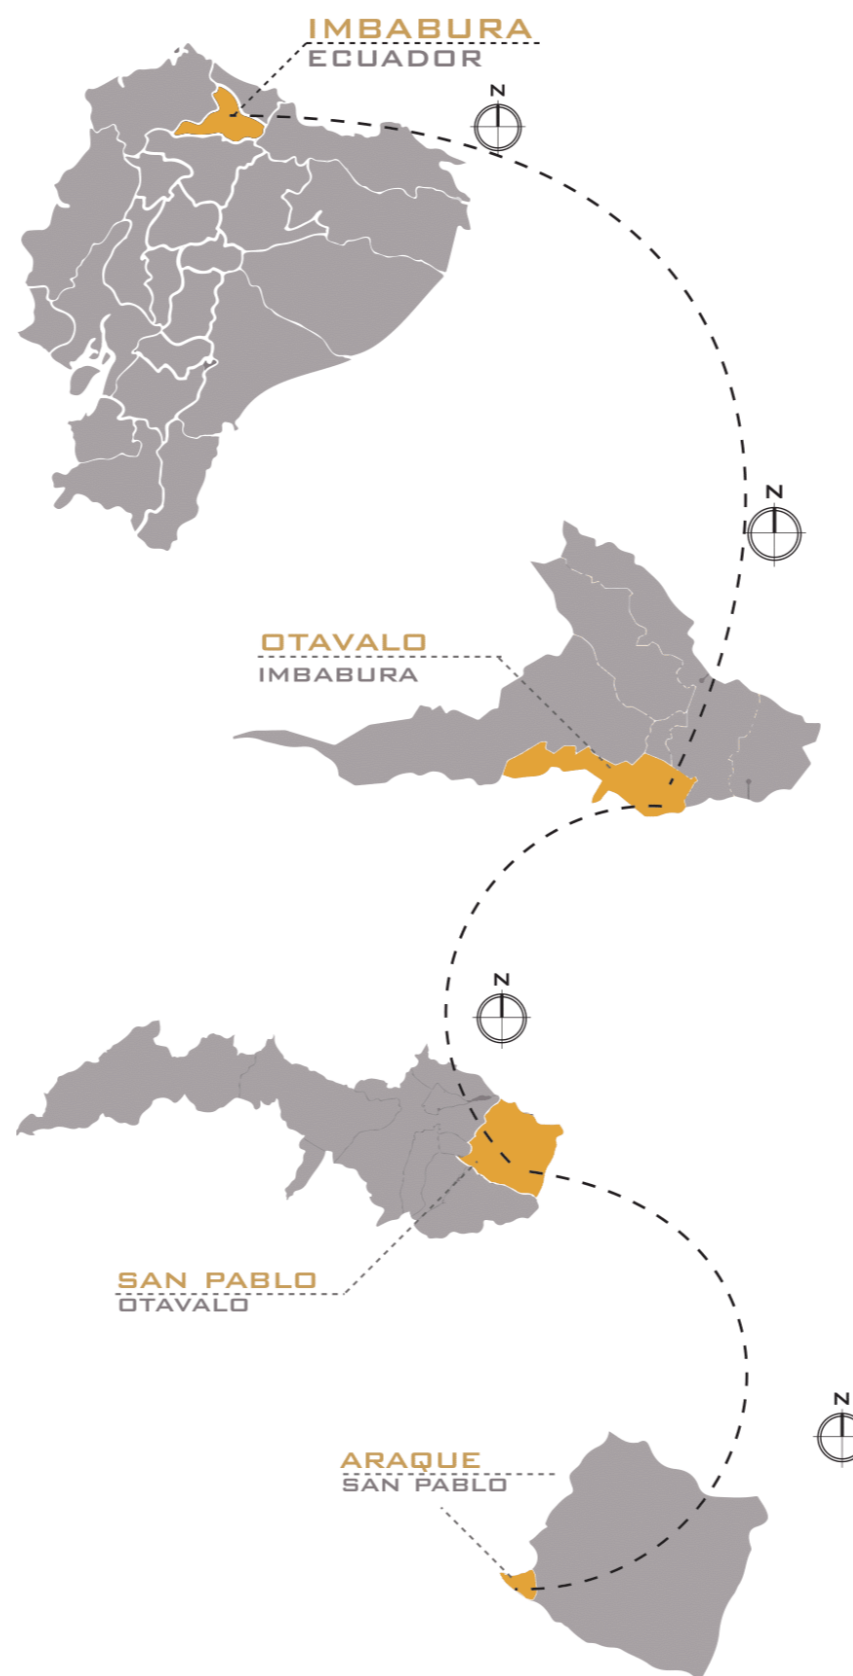 IMBABURA
ECUADOR
N
N
OTAVALO
IMBABURA
N
SAN PABLO
OTAVALO
N
ARAQUE
SAN PABLO